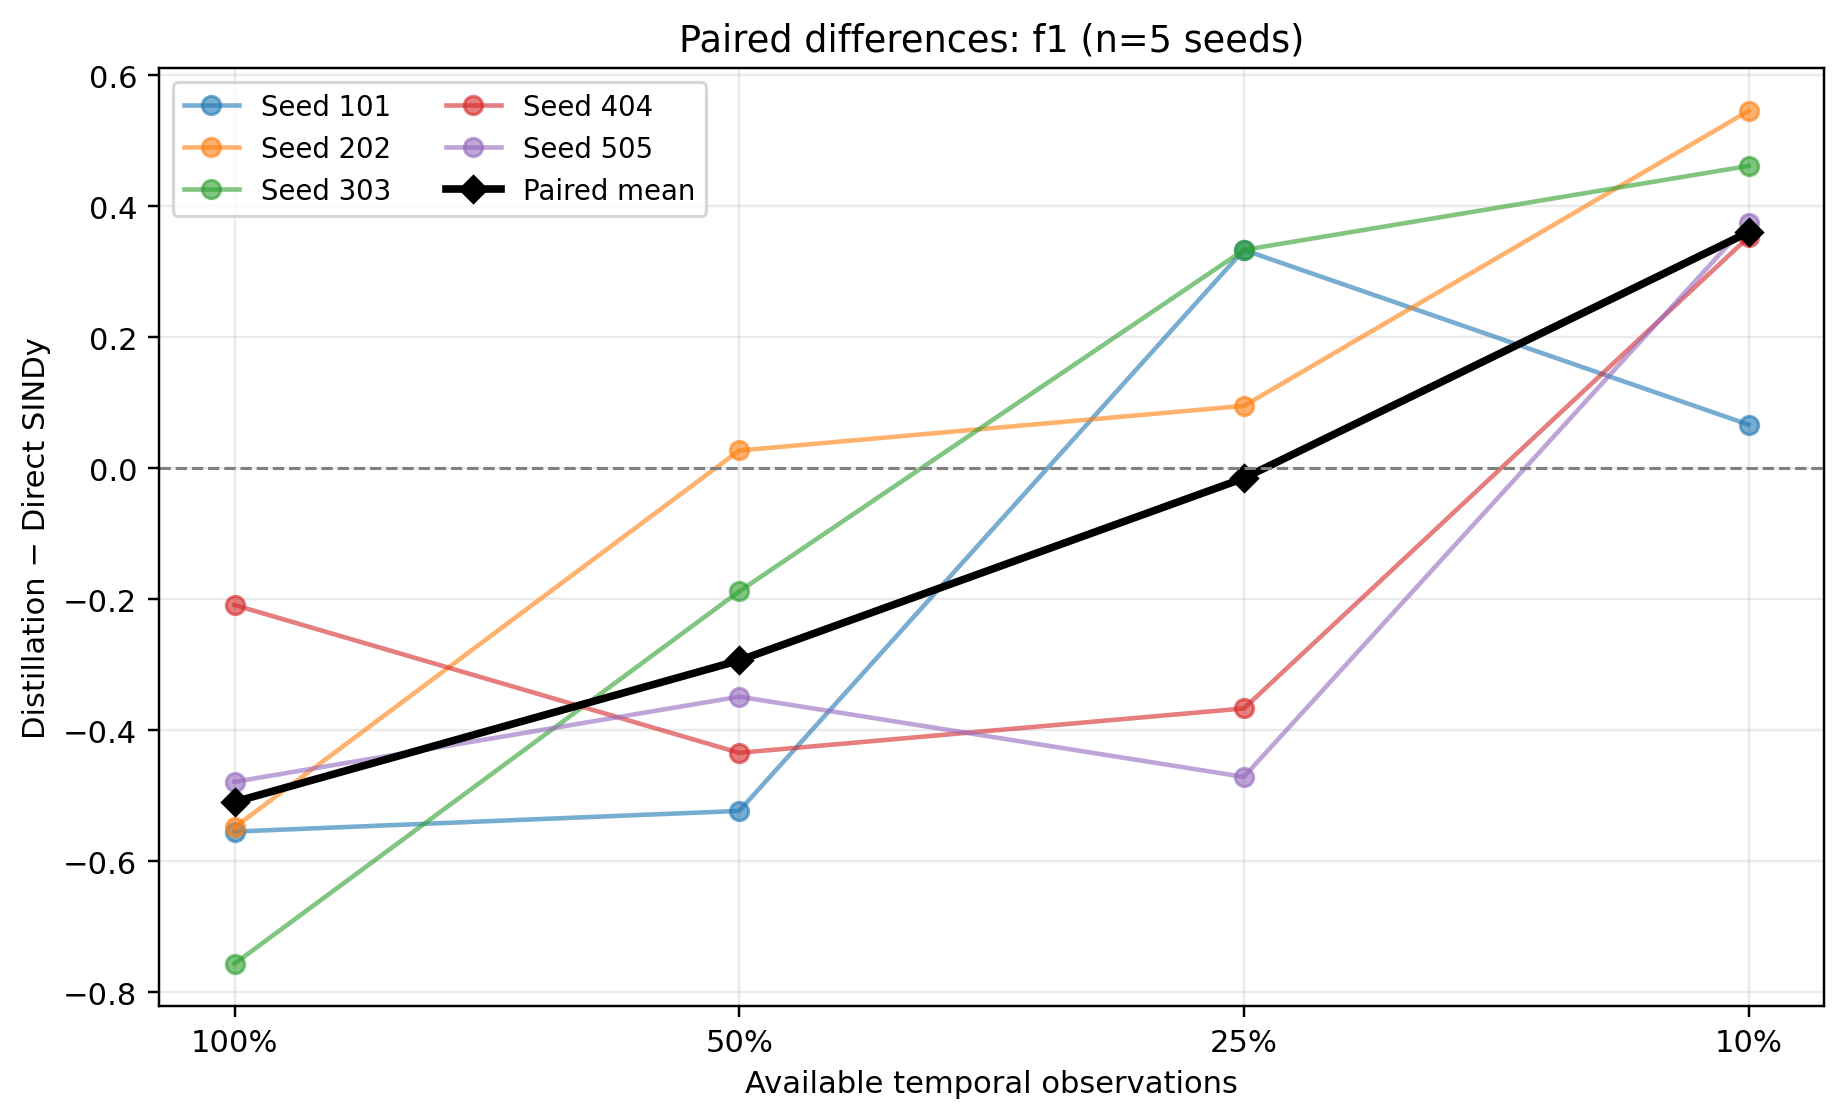 Paired differences: f1 (n=5 seeds)
Seed 101
Seed 202
Seed 303
Seed 404
Seed 505
Paired mean
0.6
0.4
0.2
0.0
−0.2
−0.4
−0.6
−0.8
Distillation − Direct SINDy
100%
50%
25%
10%
Available temporal observations